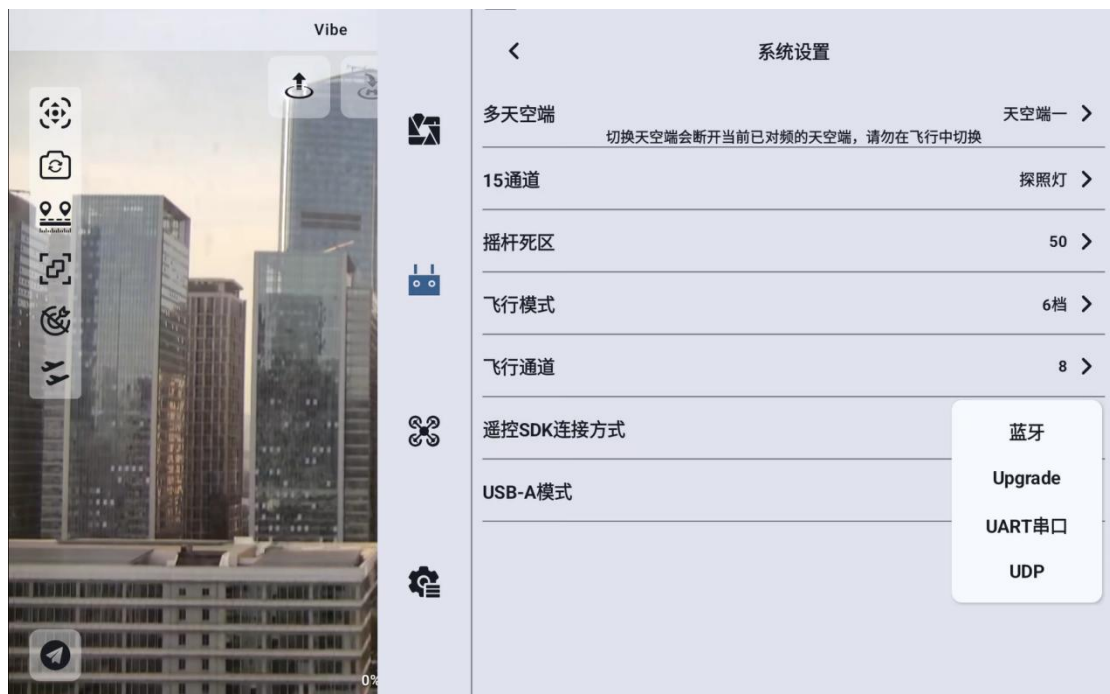 Vibe
系统设置
多天空端
天空端一
切换天空端会断开当前已对频的天空端，请勿在飞行中切换
15通道
探照灯
摇杆死区
50
飞行模式
6档
飞行通道
8
遥控SDK连接方式
蓝牙
Upgrade
USB-A模式
UART串口
UDP
0%